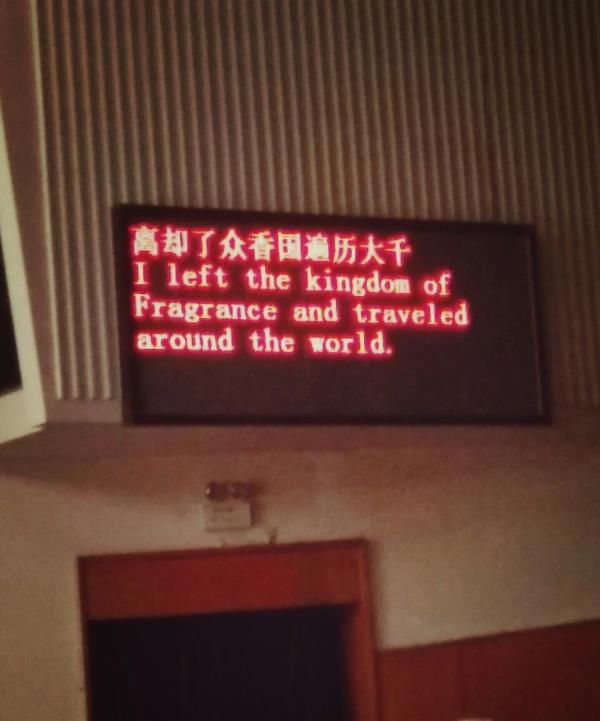 离却了众香国遍历大千
I left the kingdom of
Fragrance and traveled
around the world.